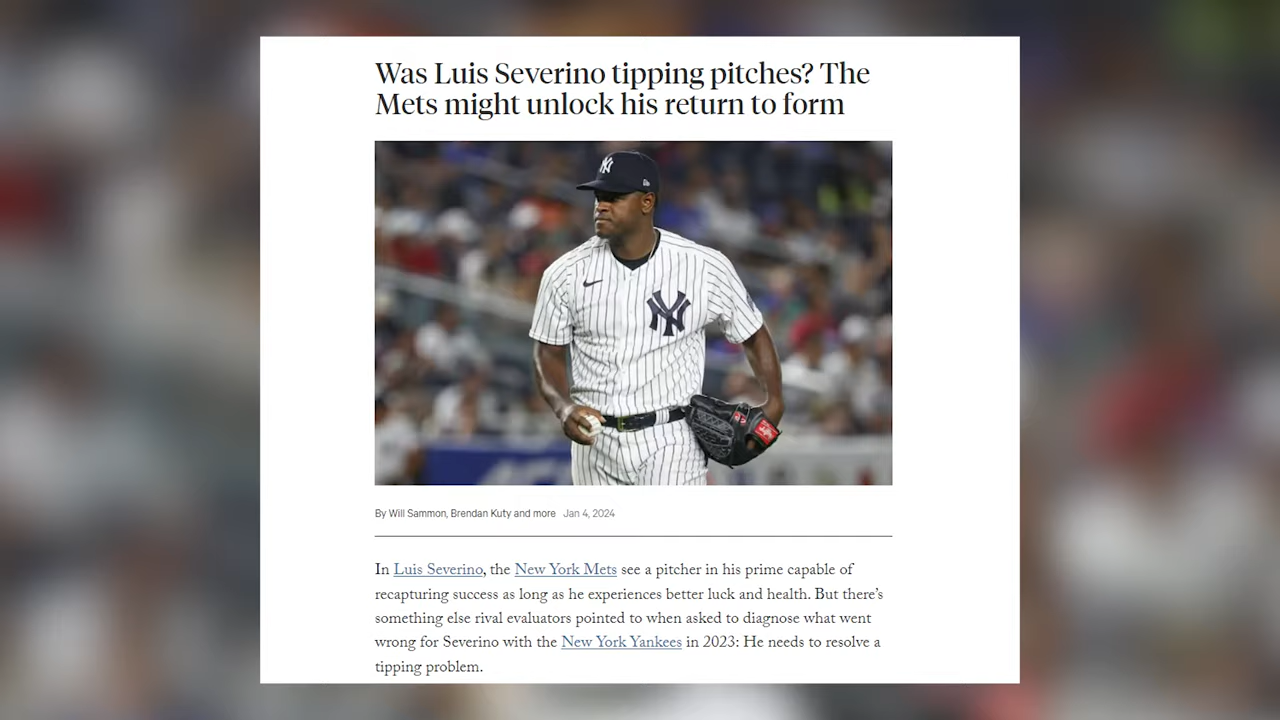 Was Luis Severino tipping pitches? The
Mets might unlock his return to form
NY
NY
By Will Sammon, Brendan Kuty and more Jan 4, 2024
In Luis Severino, the New York Mets see a pitcher in his prime capable of
recapturing success as long as he experiences better luck and health. But there's
something else rival evaluators pointed to when asked to diagnose what went
wrong for Severino with the New York Yankees in 2023: He needs to resolve a
tipping problem.